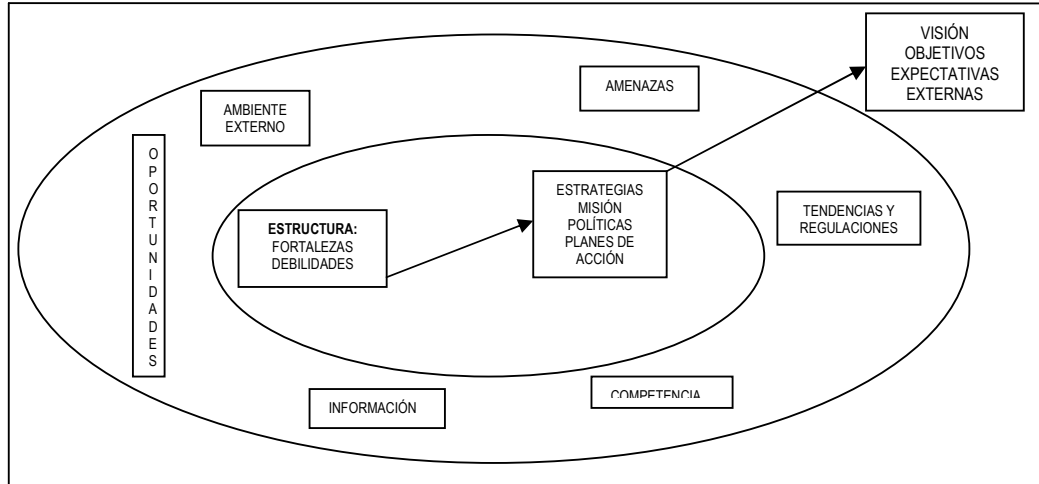 VISIÓN
OBJETIVOS
EXPECTATIVAS
EXTERNAS
AMENAZAS
AMBIENTE
EXTERNO
O
P
O
R
T
U
N
I
D
A
D
E
S
ESTRUCTURA:
FORTALEZAS
DEBILIDADES
ESTRATEGIAS
MISIÓN
POLÍTICAS
PLANES DE
ACCIÓN
TENDENCIAS Y
REGULACIONES
INFORMACIÓN
COMPETENCIA